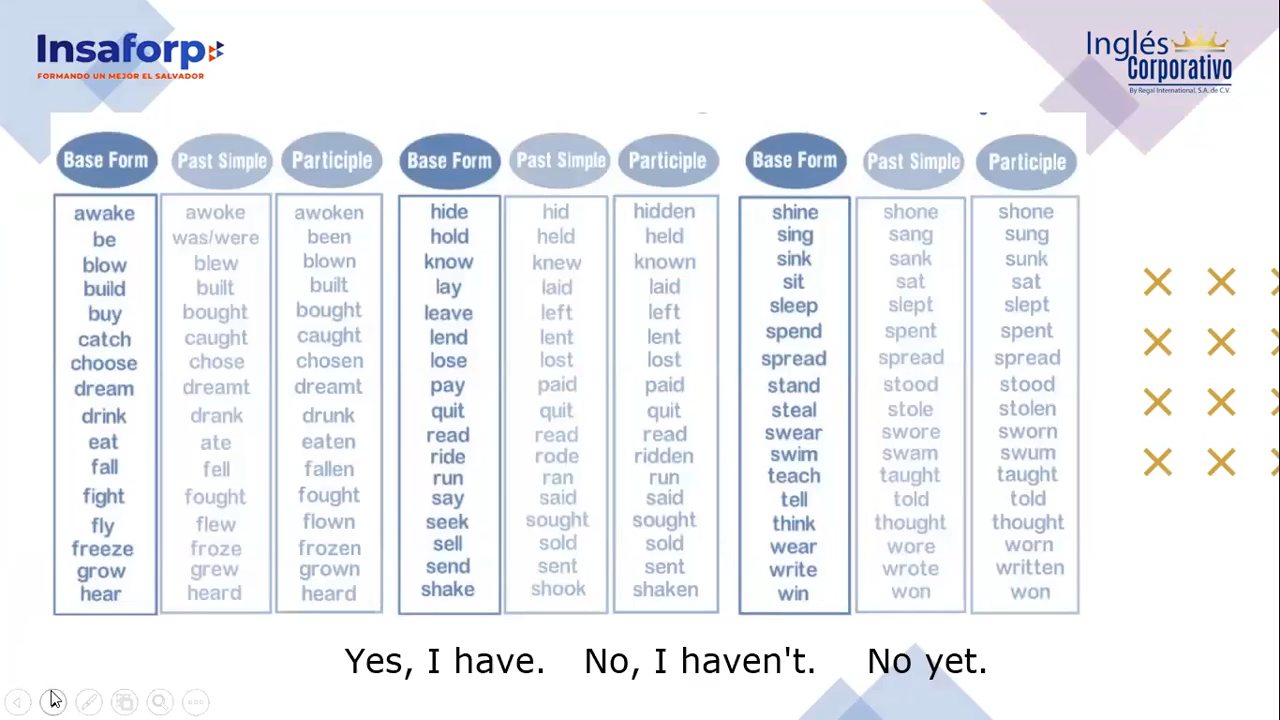 Insaforp
FORMANDO UN MEJOR EL SALVADOR
Inglés
Corporativo
By Regal International, S.A. de C.V.
Base Form Past Simple Participle Base Form Past Simple Participle Base Form Past Simple Participle
awake awoke awoken hide hid hidden shine shone shone
be was/were been hold held held sing sang sung
blow blew blown know knew known sink sank sunk
build built built lay laid laid sit sat sat
buy bought bought leave left left sleep slept slept
catch caught caught lend lent lent spend spent spent
choose chose chosen lose lost lost spread spread spread
dream dreamt dreamt pay paid paid stand stood stood
drink drank drunk quit quit quit steal stole stolen
eat ate eaten read read read swear swore sworn
fall fell fallen ride rode ridden swim swam swum
fight fought fought run ran run teach taught taught
fly flew flown say said said tell told told
freeze froze frozen seek sought sought think thought thought
grow grew grown sell sold sold wear wore worn
hear heard heard send sent sent write wrote written
shake shook shaken win won won
Yes, I have. No, I haven't. No yet.